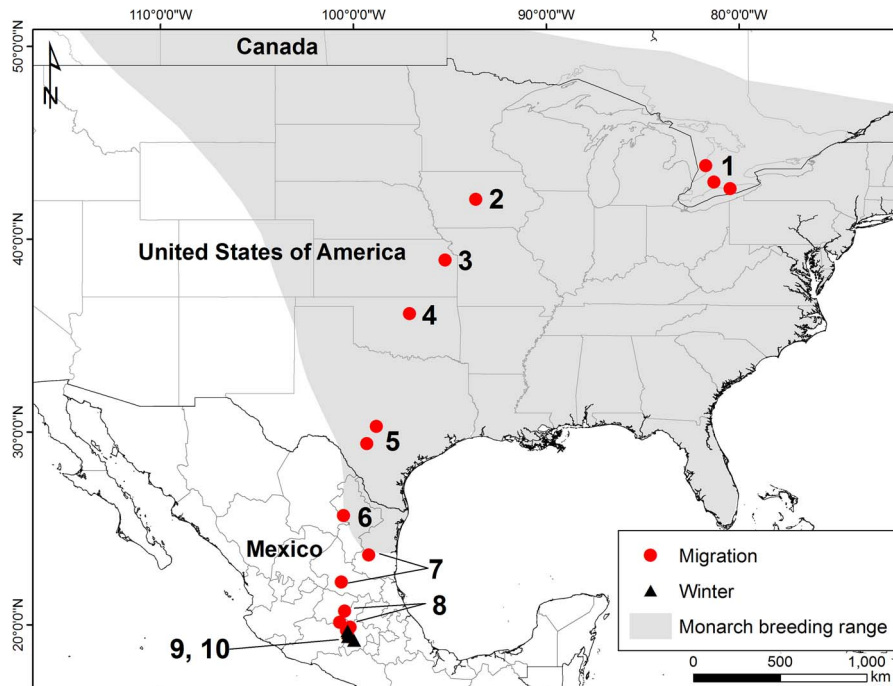 110°0'0"W 100°0'0"W 90°0'0"W 80°0'0"W
50°0'0"N
40°0'0"N
30°0'0"N
20°0'0"N
N
Canada
United States of America
Mexico
1
2
3
4
5
6
7
8
9, 10
Migration
Winter
Monarch breeding range
0 500 1,000
km